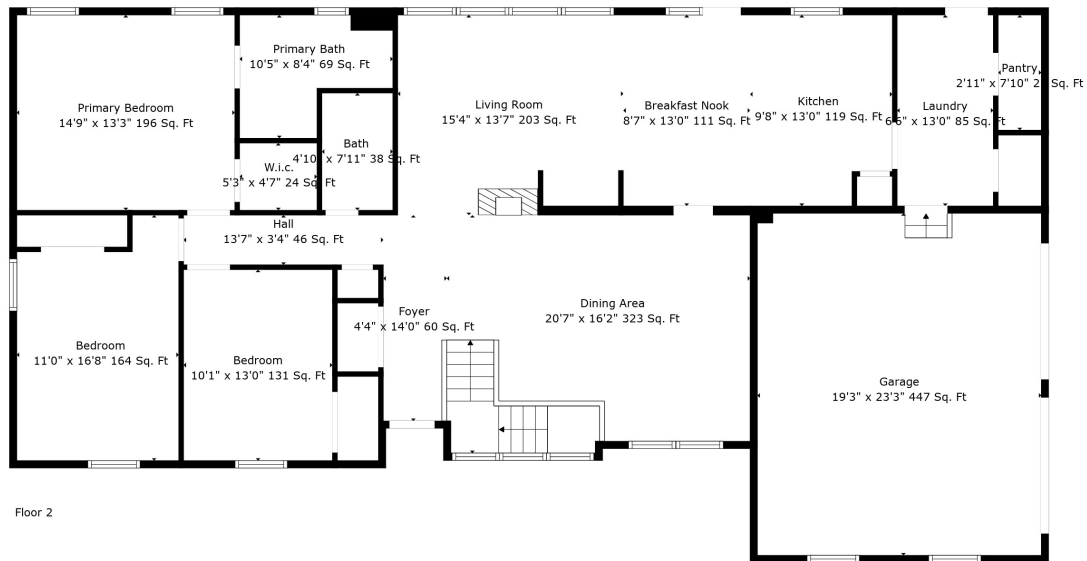 Primary Bedroom
14'9" x 13'3" 196 Sq. Ft
Primary Bath
10'5" x 8'4" 69 Sq. Ft
W.i.c.
5'3" x 4'7" 24 Sq. Ft
Bath
4'10" x 7'11" 38 Sq. Ft
Living Room
15'4" x 13'7" 203 Sq. Ft
Breakfast Nook
8'7" x 13'0" 111 Sq. Ft
Kitchen
9'8" x 13'0" 119 Sq. Ft
Laundry
6'6" x 13'0" 85 Sq. Ft
Pantry
2'11" x 7'10" Sq. Ft
Hall
13'7" x 3'4" 46 Sq. Ft
Bedroom
11'0" x 16'8" 164 Sq. Ft
Bedroom
10'1" x 13'0" 131 Sq. Ft
Foyer
4'4" x 14'0" 60 Sq. Ft
Dining Area
20'7" x 16'2" 323 Sq. Ft
Garage
19'3" x 23'3" 447 Sq. Ft
Floor 2